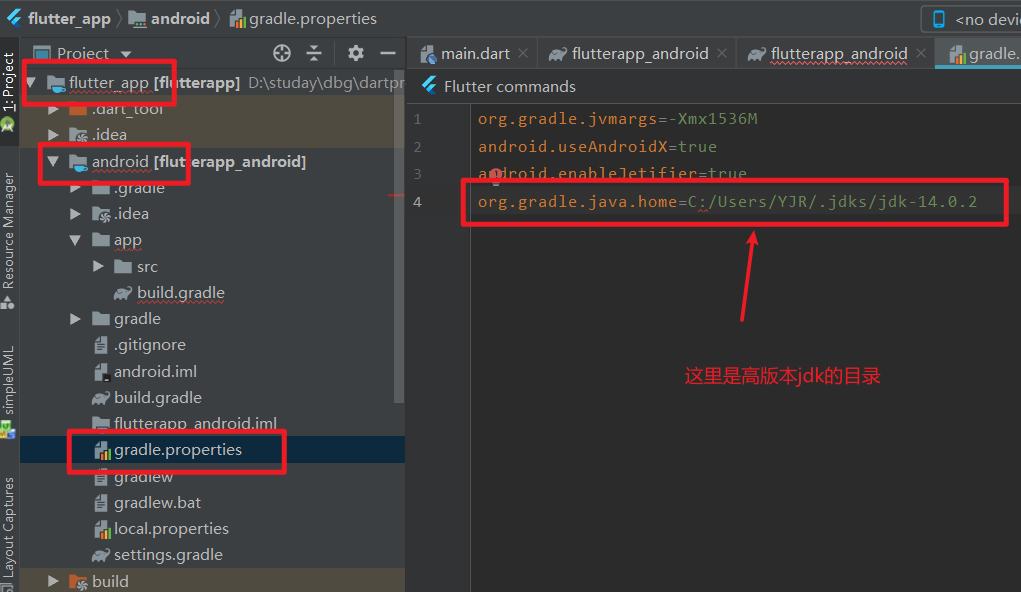 flutter_app android gradle.properties <no devi
1: Project
Resource Manager
simpleUML
Layout Captures
Project
flutter_app [flutterapp] D:\studay\dbg\dartpr
.dart_tool
.idea
android [flutterapp_android]
.gradle
.idea
app
src
build.gradle
gradle
.gitignore
android.iml
build.gradle
flutterapp_android.iml
gradle.properties
gradlew
gradlew.bat
local.properties
settings.gradle
build
main.dart flutterapp_android flutterapp_android gradle.
Flutter commands
1 org.gradle.jvmargs=-Xmx1536M
2 android.useAndroidX=true
3 android.enableJetifier=true
4 org.gradle.java.home=C:/Users/YJR/.jdks/jdk-14.0.2
这里是高版本jdk的目录